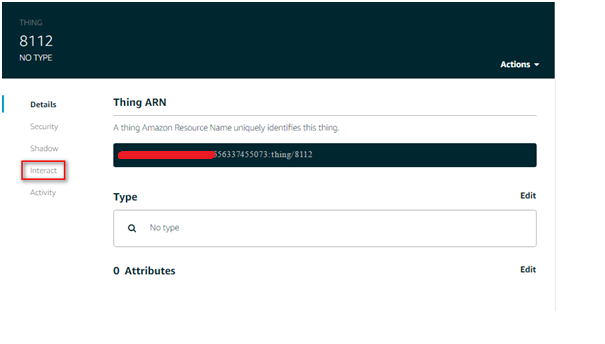 THING
8112
NO TYPE
Actions
Details
Security
Shadow
Interact
Activity
Thing ARN
A thing Amazon Resource Name uniquely identifies this thing.
556337455073:thing/8112
Type
Edit
No type
0 Attributes
Edit